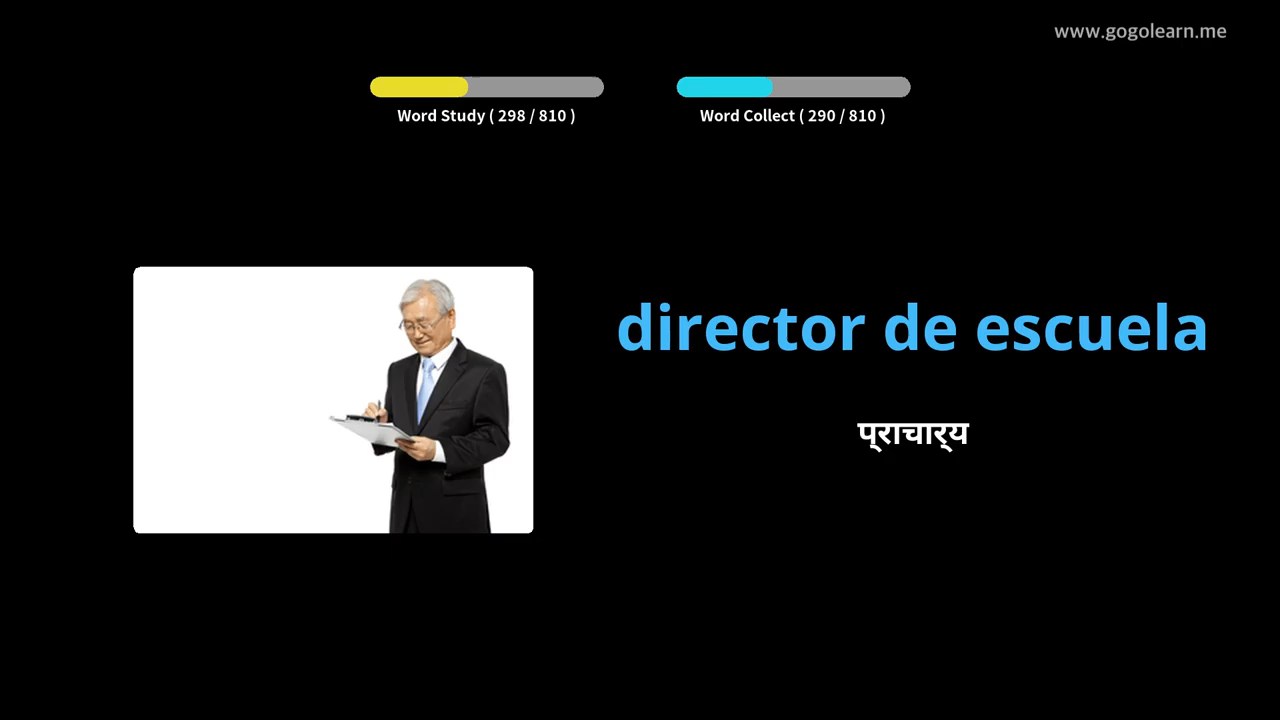 www.gogolearn.me
Word Study ( 298 / 810 )
Word Collect ( 290 / 810 )
director de escuela
प्राचार्य